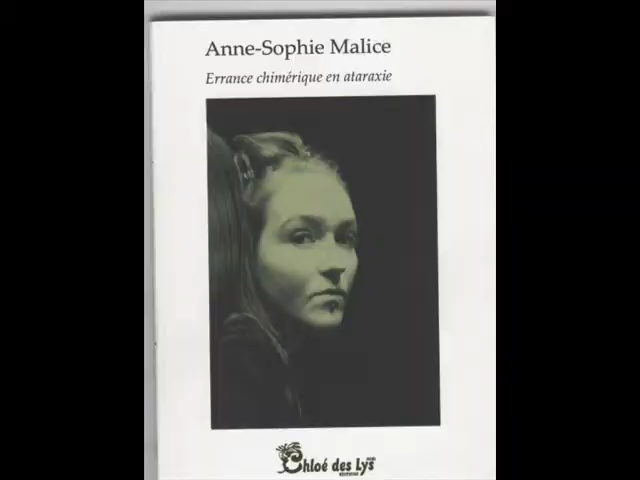 Anne-Sophie Malice
Errance chimérique en ataraxie
Chloé des Lys